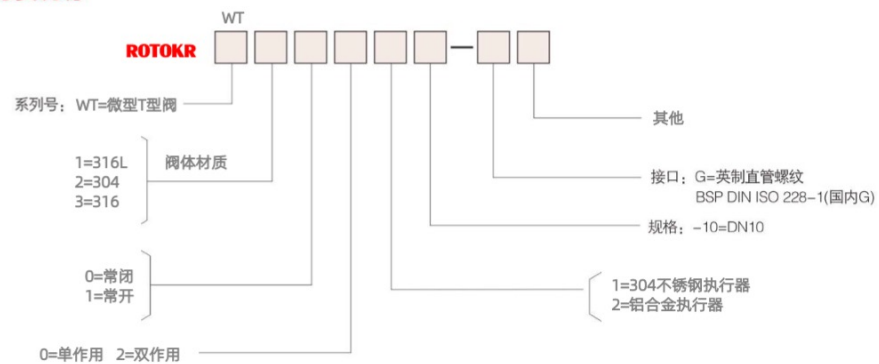 WT
ROTOKR
系列号：WT=微型T型阀
1=316L
2=304
3=316
阀体材质
0=常闭
1=常开
0=单作用 2=双作用
其他
接口：G=英制直管螺纹
BSP DIN ISO 228-1(国内G)
规格：-10=DN10
1=304不锈钢执行器
2=铝合金执行器